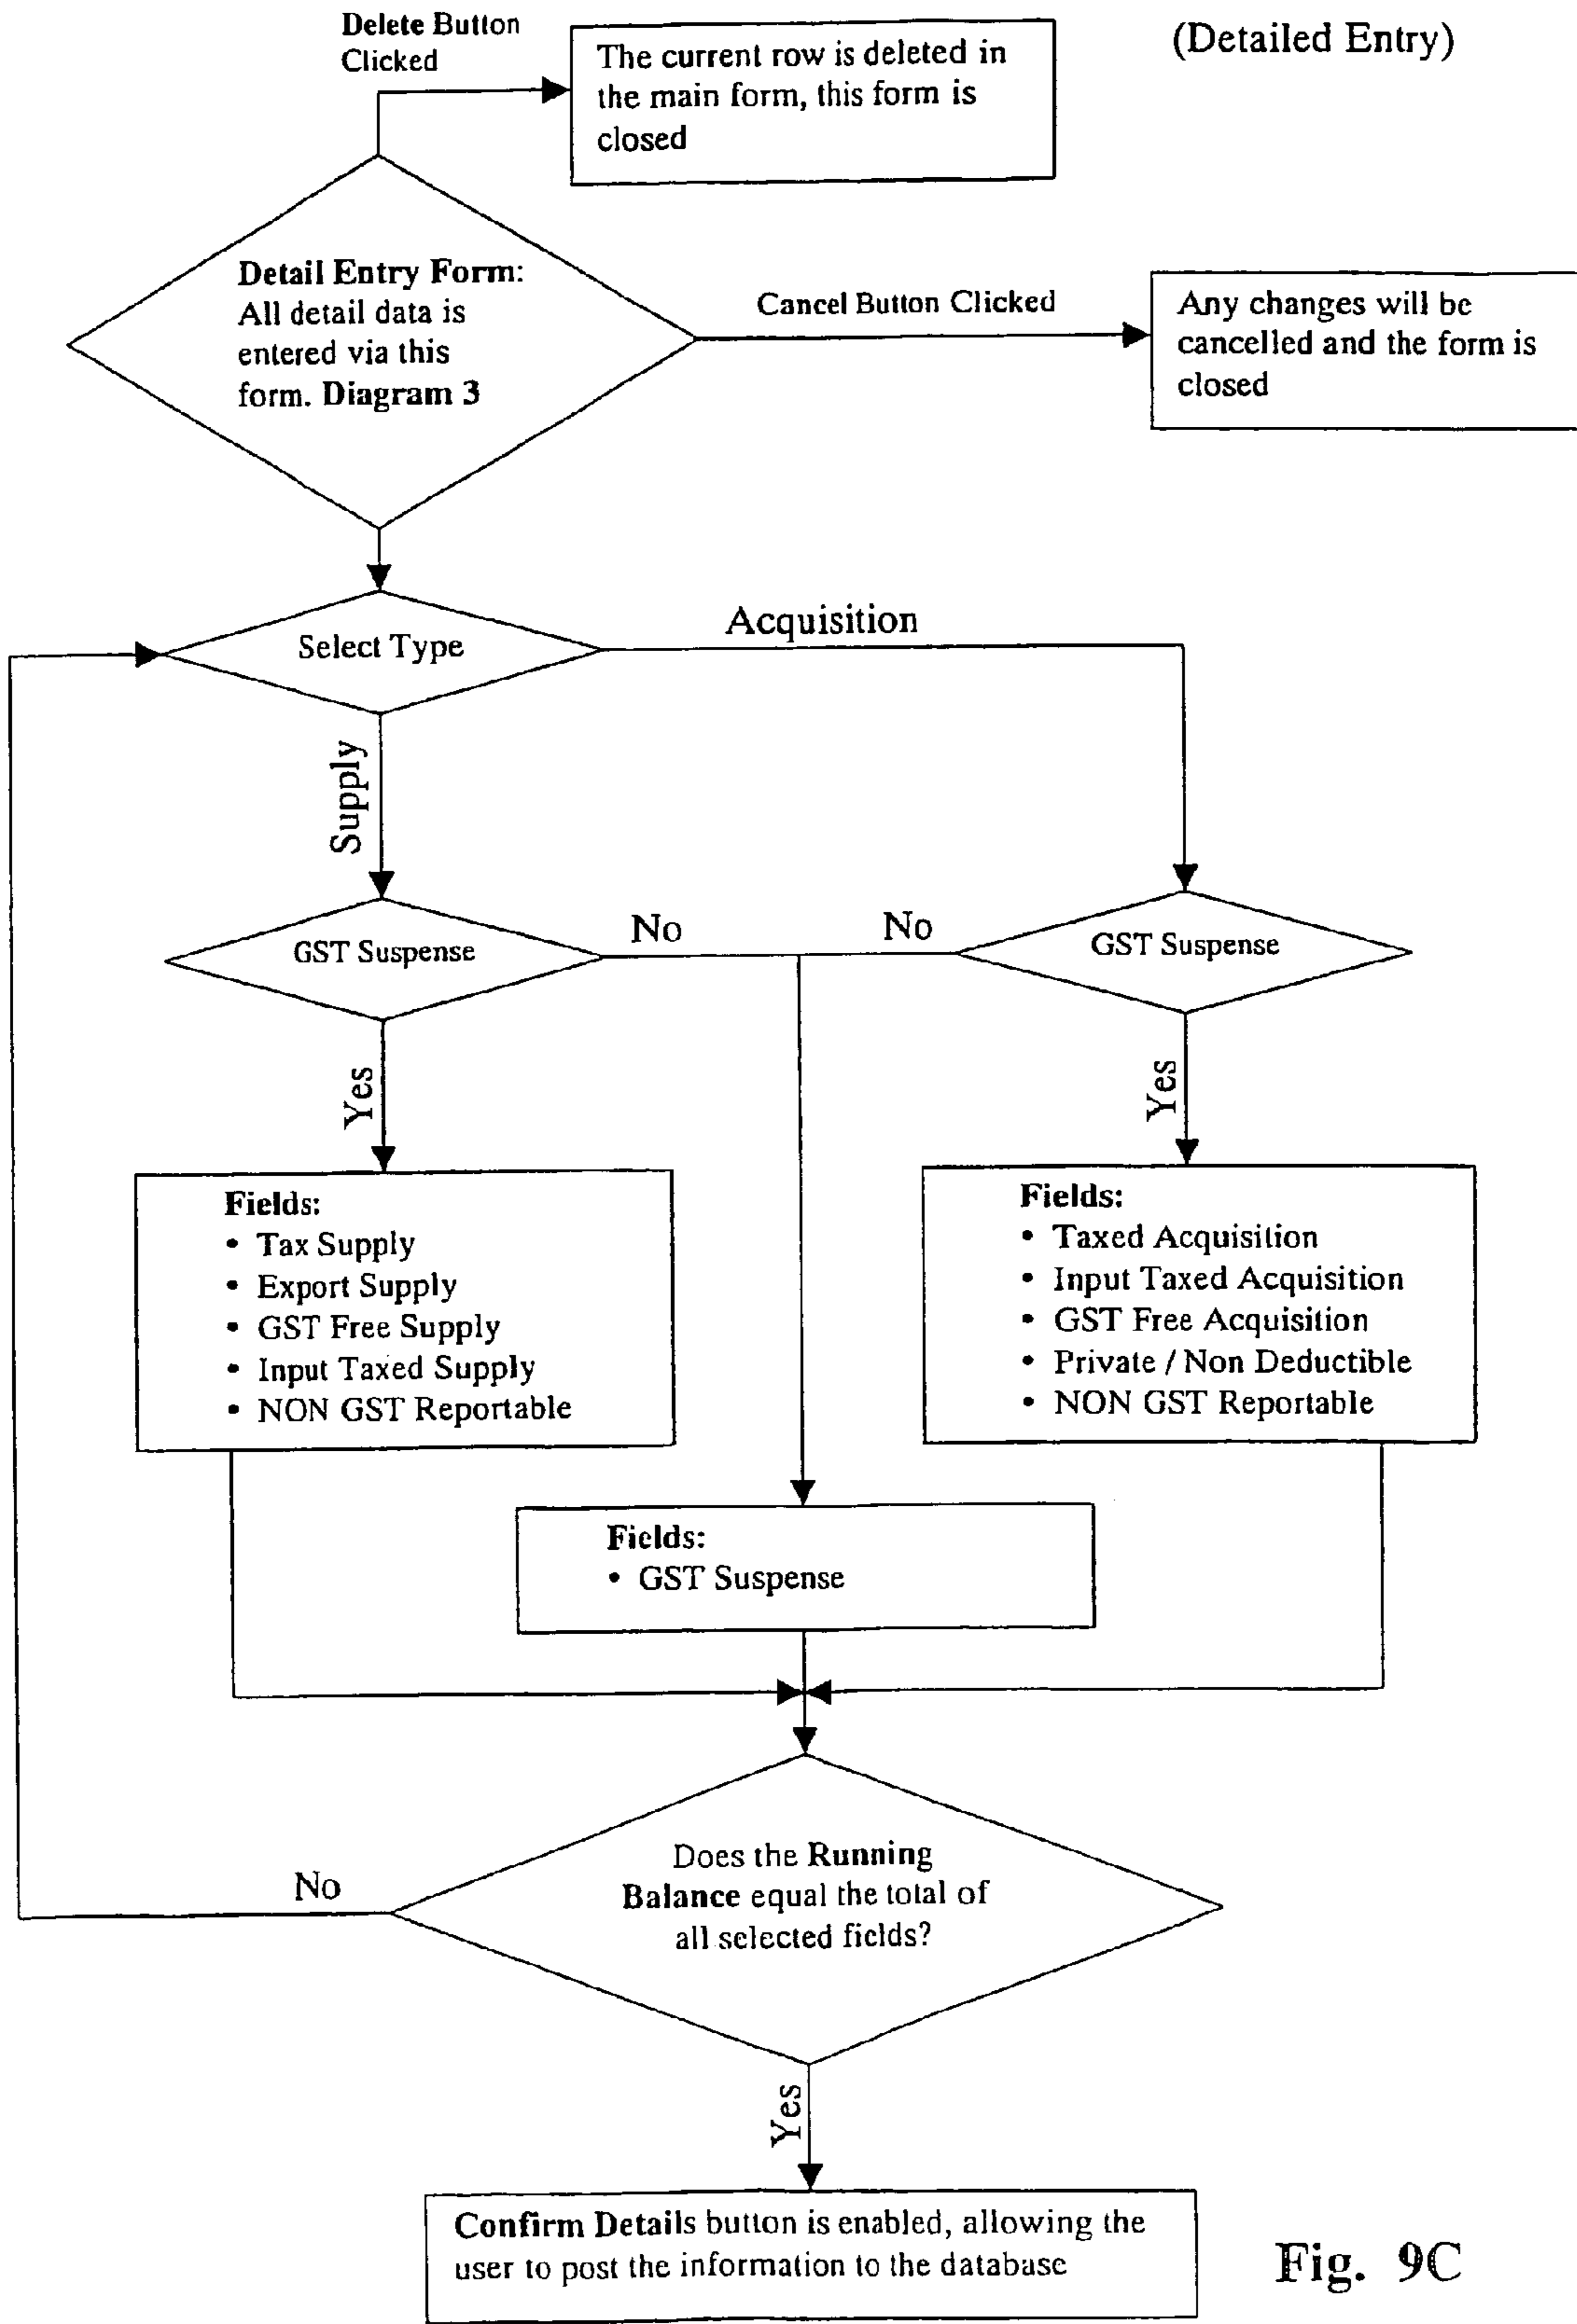 Delete Button
Clicked
The current row is deleted in
the main form, this form is
closed
(Detailed Entry)
Detail Entry Form:
All detail data is
entered via this
form. Diagram 3
Cancel Button Clicked
Any changes will be
cancelled and the form is
closed
Select Type
Acquisition
Supply
GST Suspense
No
No
GST Suspense
Yes
Yes
Fields:
• Tax Supply
• Export Supply
• GST Free Supply
• Input Taxed Supply
• NON GST Reportable
Fields:
• Taxed Acquisition
• Input Taxed Acquisition
• GST Free Acquisition
• Private / Non Deductible
• NON GST Reportable
Fields:
• GST Suspense
Does the Running
Balance equal the total of
all selected fields?
No
Yes
Confirm Details button is enabled, allowing the
user to post the information to the database
Fig. 9C